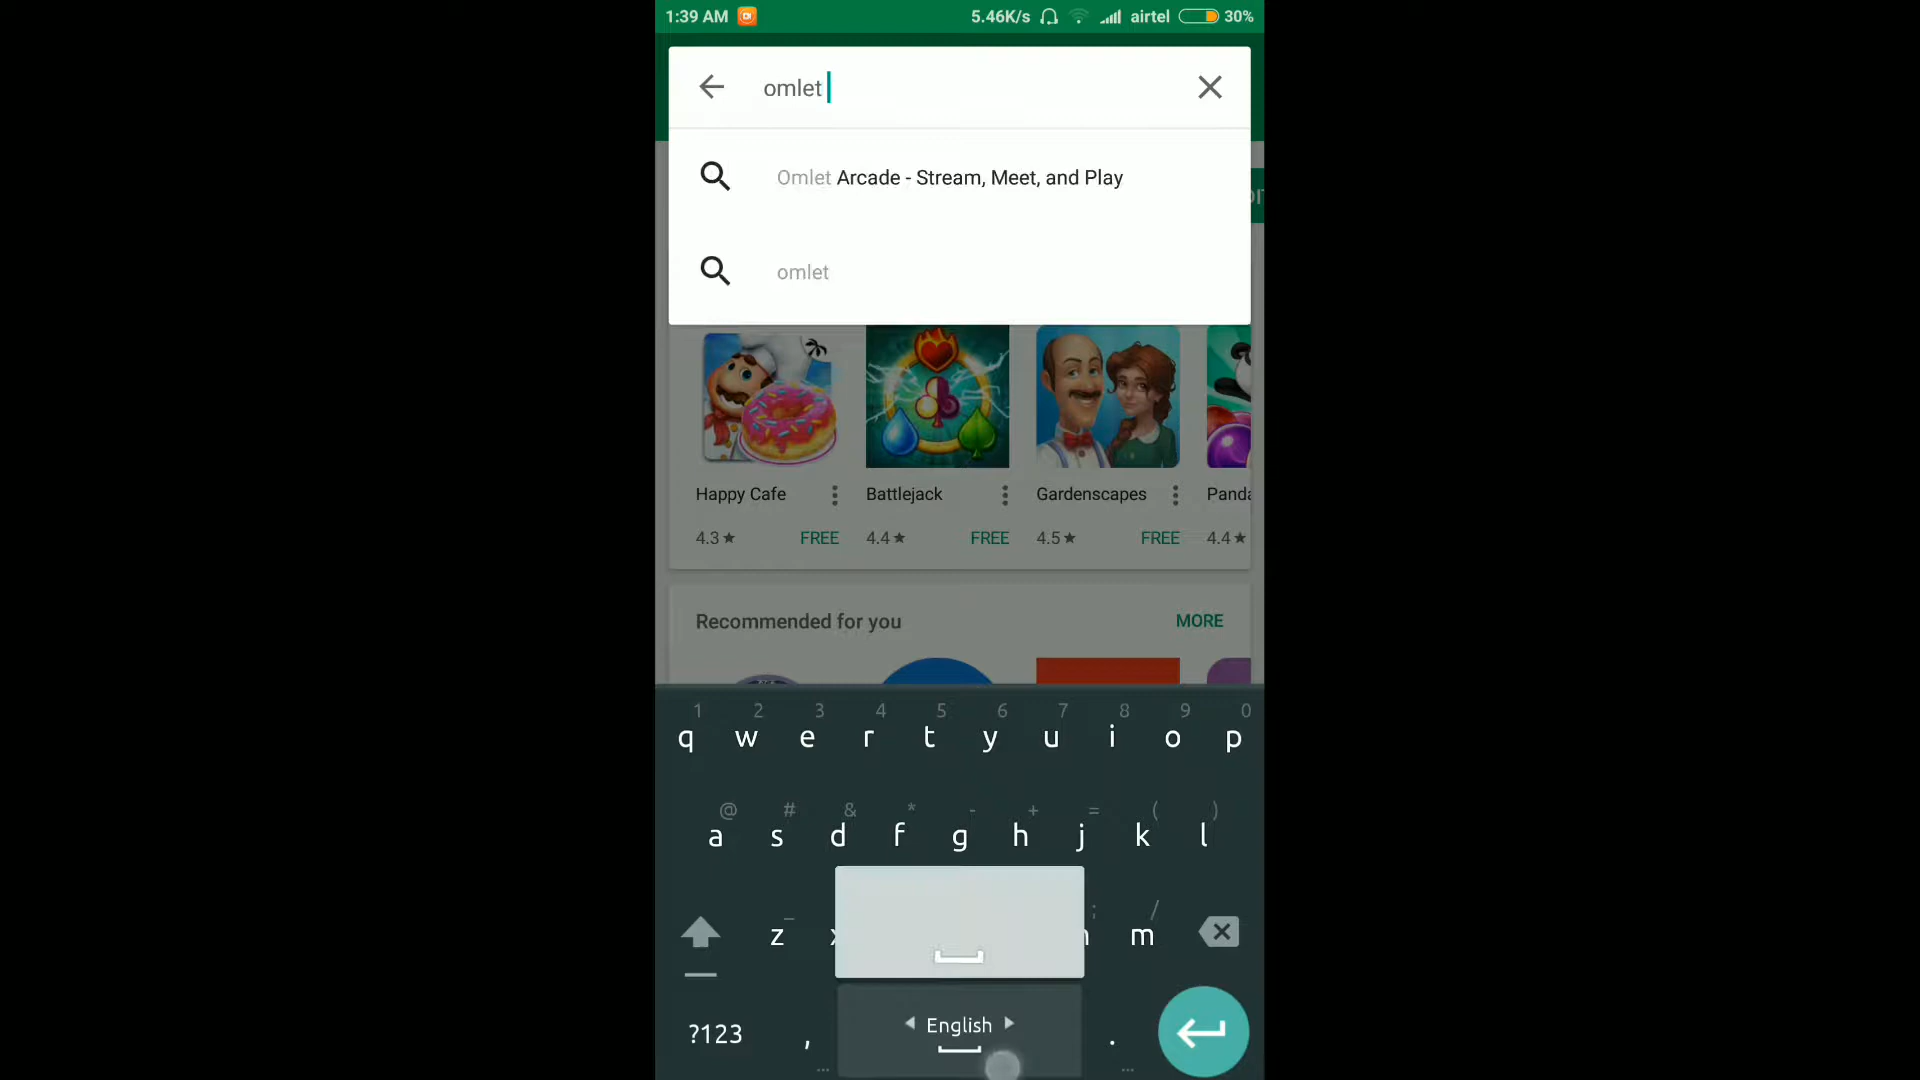 1:39 AM 5.46K/s airtel 30%
omlet
Omlet Arcade - Stream, Meet, and Play
omlet
Happy Cafe Battlejack Gardenscapes Panda
4.3★ FREE 4.4★ FREE 4.5★ FREE 4.4★
Recommended for you MORE
1 2 3 4 5 6 7 8 9 0
q w e r t y u i o p
@ # & * - + = ( )
a s d f g h j k l
_ ; /
z m
?123 , English .